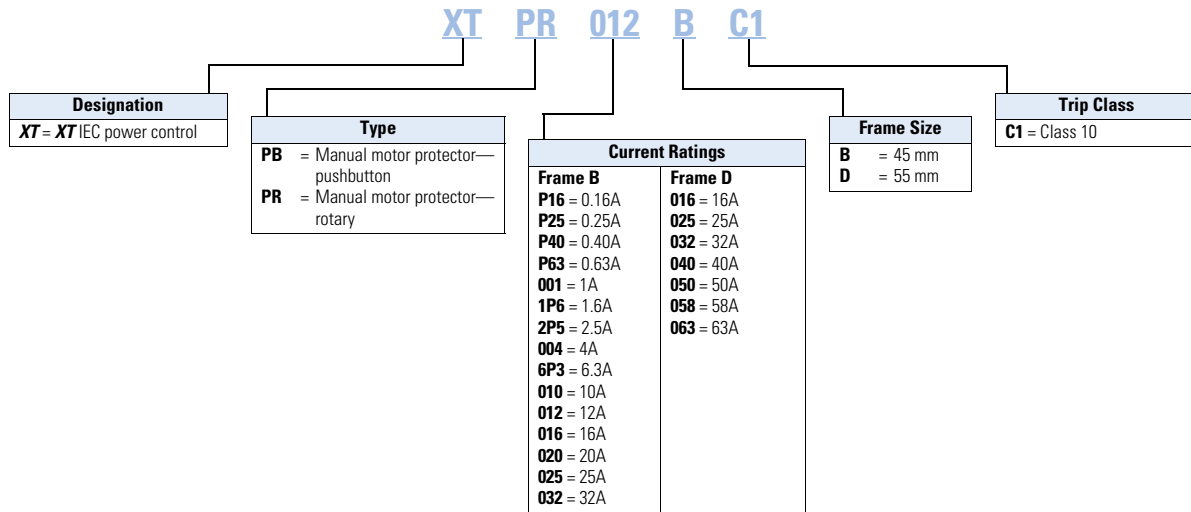 XT PR 012 B C1
Designation
XT = XT IEC power control
Type
PB = Manual motor protector—
pushbutton
PR = Manual motor protector—
rotary
Current Ratings
Frame B
P16 = 0.16A
P25 = 0.25A
P40 = 0.40A
P63 = 0.63A
001 = 1A
1P6 = 1.6A
2P5 = 2.5A
004 = 4A
6P3 = 6.3A
010 = 10A
012 = 12A
016 = 16A
020 = 20A
025 = 25A
032 = 32A
Frame D
016 = 16A
025 = 25A
032 = 32A
040 = 40A
050 = 50A
058 = 58A
063 = 63A
Frame Size
B = 45 mm
D = 55 mm
Trip Class
C1 = Class 10